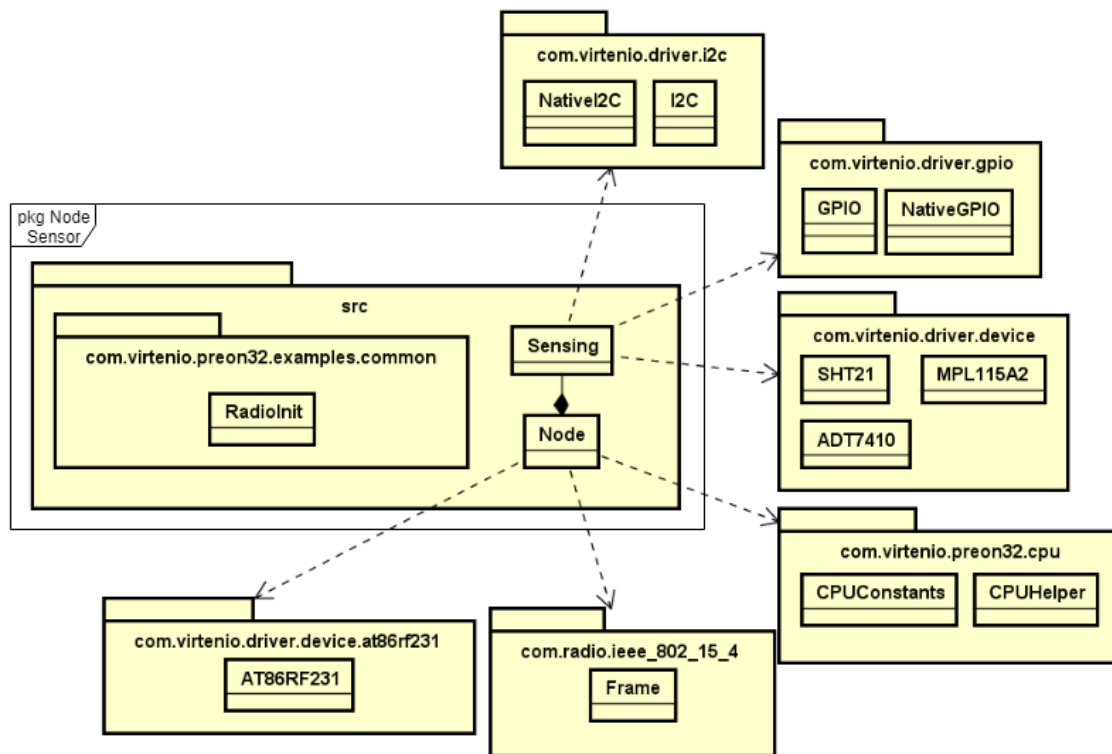 com.virtenio.driver.i2c
NativeI2C
I2C
com.virtenio.driver.gpio
GPIO
NativeGPIO
pkg Node
Sensor
src
com.virtenio.preon32.examples.common
RadioInit
Sensing
Node
com.virtenio.driver.device
SHT21
MPL115A2
ADT7410
com.virtenio.preon32.cpu
CPUConstants
CPUHelper
com.virtenio.driver.device.at86rf231
AT86RF231
com.radio.ieee_802_15_4
Frame